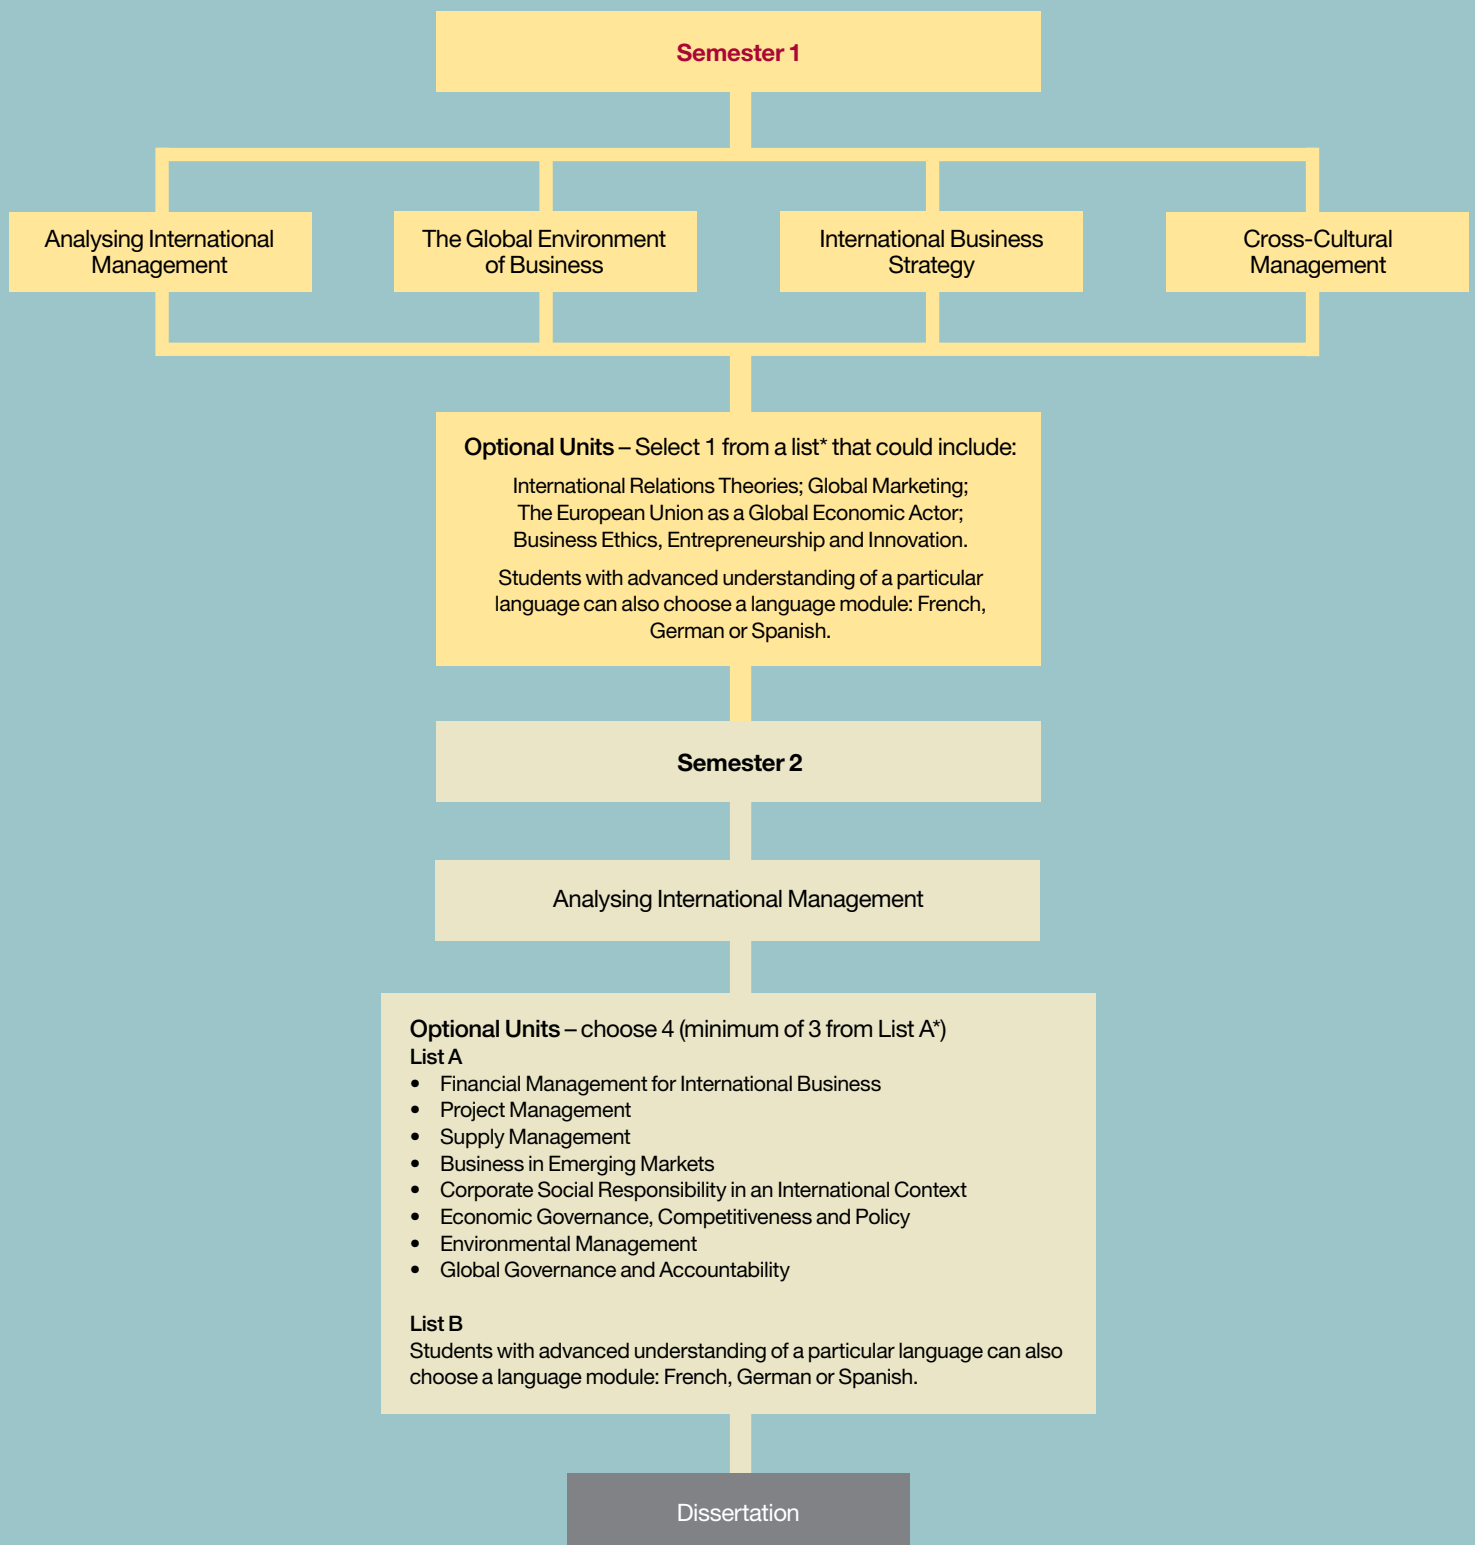 Semester 1
Analysing International
Management
The Global Environment
of Business
International Business
Strategy
Cross-Cultural
Management
Optional Units – Select 1 from a list* that could include:
International Relations Theories; Global Marketing;
The European Union as a Global Economic Actor;
Business Ethics, Entrepreneurship and Innovation.
Students with advanced understanding of a particular
language can also choose a language module: French,
German or Spanish.
Semester 2
Analysing International Management
Optional Units – choose 4 (minimum of 3 from List A*)
List A
• Financial Management for International Business
• Project Management
• Supply Management
• Business in Emerging Markets
• Corporate Social Responsibility in an International Context
• Economic Governance, Competitiveness and Policy
• Environmental Management
• Global Governance and Accountability
List B
Students with advanced understanding of a particular language can also
choose a language module: French, German or Spanish.
Dissertation